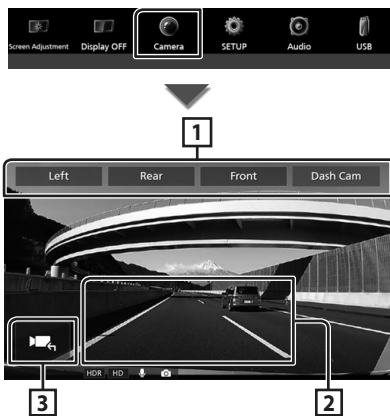 Screen Adjustment Display OFF Camera SETUP Audio USB
1
Left Rear Front Dash Cam
HDR HD
3 2